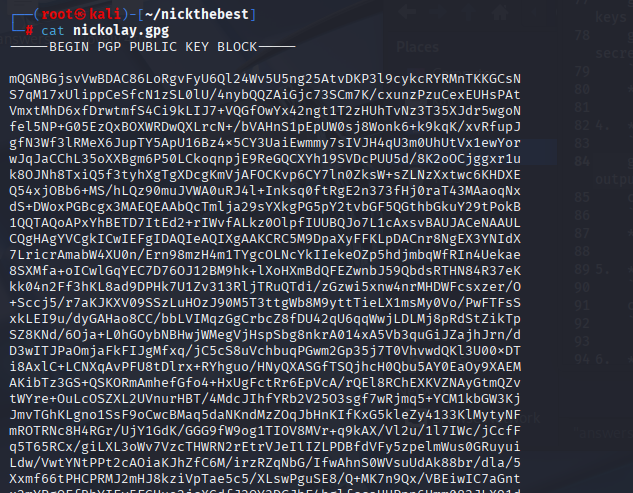 ┌──(root㉿kali)-[~/nickthebest]
└─# cat nickolay.gpg
-----BEGIN PGP PUBLIC KEY BLOCK-----
mQGNBGjsvVwBDAC86LoRgvFyU6Ql24Wv5U5ng25AtvDKP3l9cykcRYRMnTKKGCsN
S7qM17xUlippCeSfcN1zSL0lU/4nybQQZAiGjc73SCm7K/cxunzPzuCexEUHsPAt
VmxtMhD6xfDrwtmfS4Ci9kLIJ7+VQGfOwYx42ngt1T2zHUhTvNz3T35XJdr5wgoN
fel5NP+G05EzQxBOXWRDwQXLrcN+/bVAHnS1pEpUW0sj8Wonk6+k9kqK/xvRfupJ
gfN3Wf3lRMeX6JupTY5ApU16Bz4×5CY3UaiEwmmy7sIVJH4qU3m0UhUtVx1ewYor
wJqJaCChL35oXXBgm6P50LCkoqnpjE9ReGQCXYh19SVDcPUU5d/8K2oOCjggxr1u
k8OJNh8TxiQ5f3tyhXgTgXDcgKmVjAFOCKvp6CY7ln0ZksW+sZLNzXxtwc6KHDXE
Q54xjOBb6+MS/hLQz90muJVWA0uRJ4l+Inksq0ftRgE2n373fHj0raT43MAaoqNx
dS+DWoxPGBcgx3MAEQEAAbQcTmlja29sYXkgPG5pY2tvbGF5QGthbGkuY29tPokB
1QQTAQoAPxYhBETD7ItEd2+rIWvfALkz0OlpfIUUBQJo7L1cAxsvBAUJACeNAAUL
CQgHAgYVCgkICwIEFgIDAQIeAQIXgAAKCRC5M9DpaXyFFKLpDACnr8NgEX3YNIdX
7LricrAmabW4XU0n/Ern98mzH4m1TYgcOLNcYkIIekeOZp5hdjmbqWfRIn4Uekae
8SXMfa+oICwlGqYEC7D76OJ12BM9hk+lXoHXmBdQFEZwnbJ59QbdsRTHN84R37eK
kk04n2Ff3hKL8ad9DPHk7U1Zv313RljTRuQTdi/zGzwi5xnw4nrMHDWFcsxzer/O
+Sccj5/r7aKJKXV09SSzLuHOzJ90M5T3ttgWb8M9yttTieLX1msMy0Vo/PwFTFsS
xkLEI9u/dyGAHao8CC/bbLVIMqzGgCrbcZ8fDU42qU6qqWwjLDLMj8pRdStZikTp
SZ8KNd/6Oja+L0hGOybNBHwjWMegVjHspSbg8nkrA014xA5Vb3quGiJZajhJrn/d
D3wITJPaOmjaFkFIJgMfxq/jC5cS8uVchbuqPGwm2Gp35j7T0VhvwdQKl3U00×DT
i8AxlC+LCNXqAvPFU8tDlrx+RYhguo/HNyQXASGfTSQjhcH0Qbu5AY0EaOy9XAEM
AKibTz3GS+QSKORmAmhefGfo4+HxUgFctRr6EpVcA/rQEl8RChEXKVZNAyGtmQZv
tWYre+OuLcOSZXL2UVnurHBT/4MdcJIhfYRb2V25O3sgf7wRjmq5+YCM1kbGW3Kj
JmvTGhKLgno1SsF9oCwcBMaq5daNKndMzZOqJbHnKIfKxG5kleZy4133KlMytyNF
mROTRNc8H4RGr/UjY1GdK/GGG9fW9og1TIOV8MVr+q9kAX/Vl2u/1l7IWc/jCcfF
q5T65RCx/giLXL3oWv7VzcTHWRN2rEtrVJeIlIZLPDBfdVFy5zpelmWus0GRuyui
Ldw/VwtYNtPPt2cAOiaKJhZfC6M/irzRZqNbG/IfwAhnS0WVsuUdAk88br/dla/5
Xxmf66tPHCPRMJ2mHJ8kziVpTae5c5/XLswPguSE8/Q+MK7n9Qx/VBEiwIC7aGnt